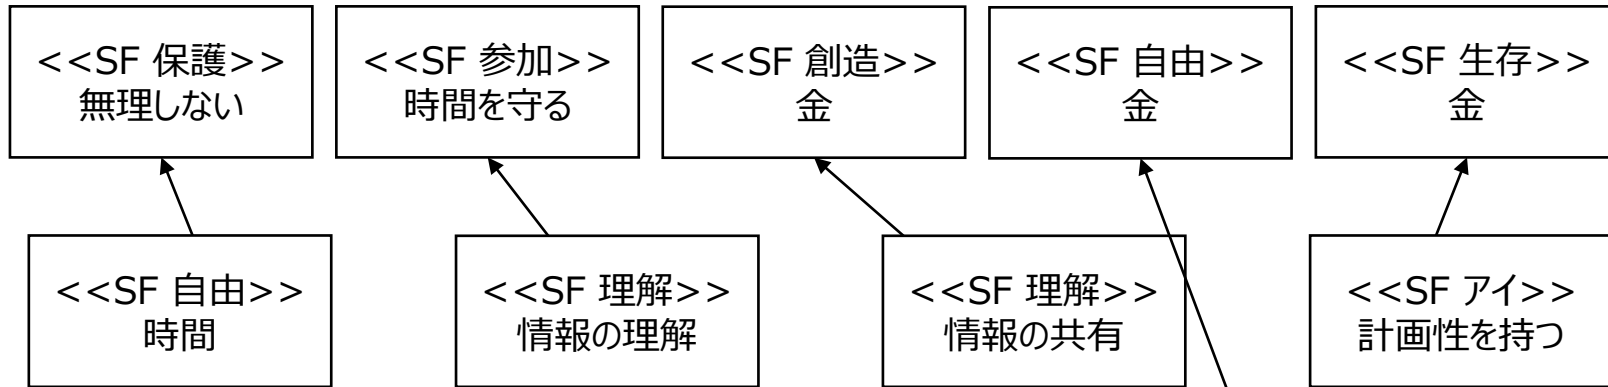 <<SF 保護>>
無理しない
<<SF 参加>>
時間を守る
<<SF 創造>>
金
<<SF 自由>>
金
<<SF 生存>>
金
<<SF 自由>>
時間
<<SF 理解>>
情報の理解
<<SF 理解>>
情報の共有
<<SF アイ>>
計画性を持つ